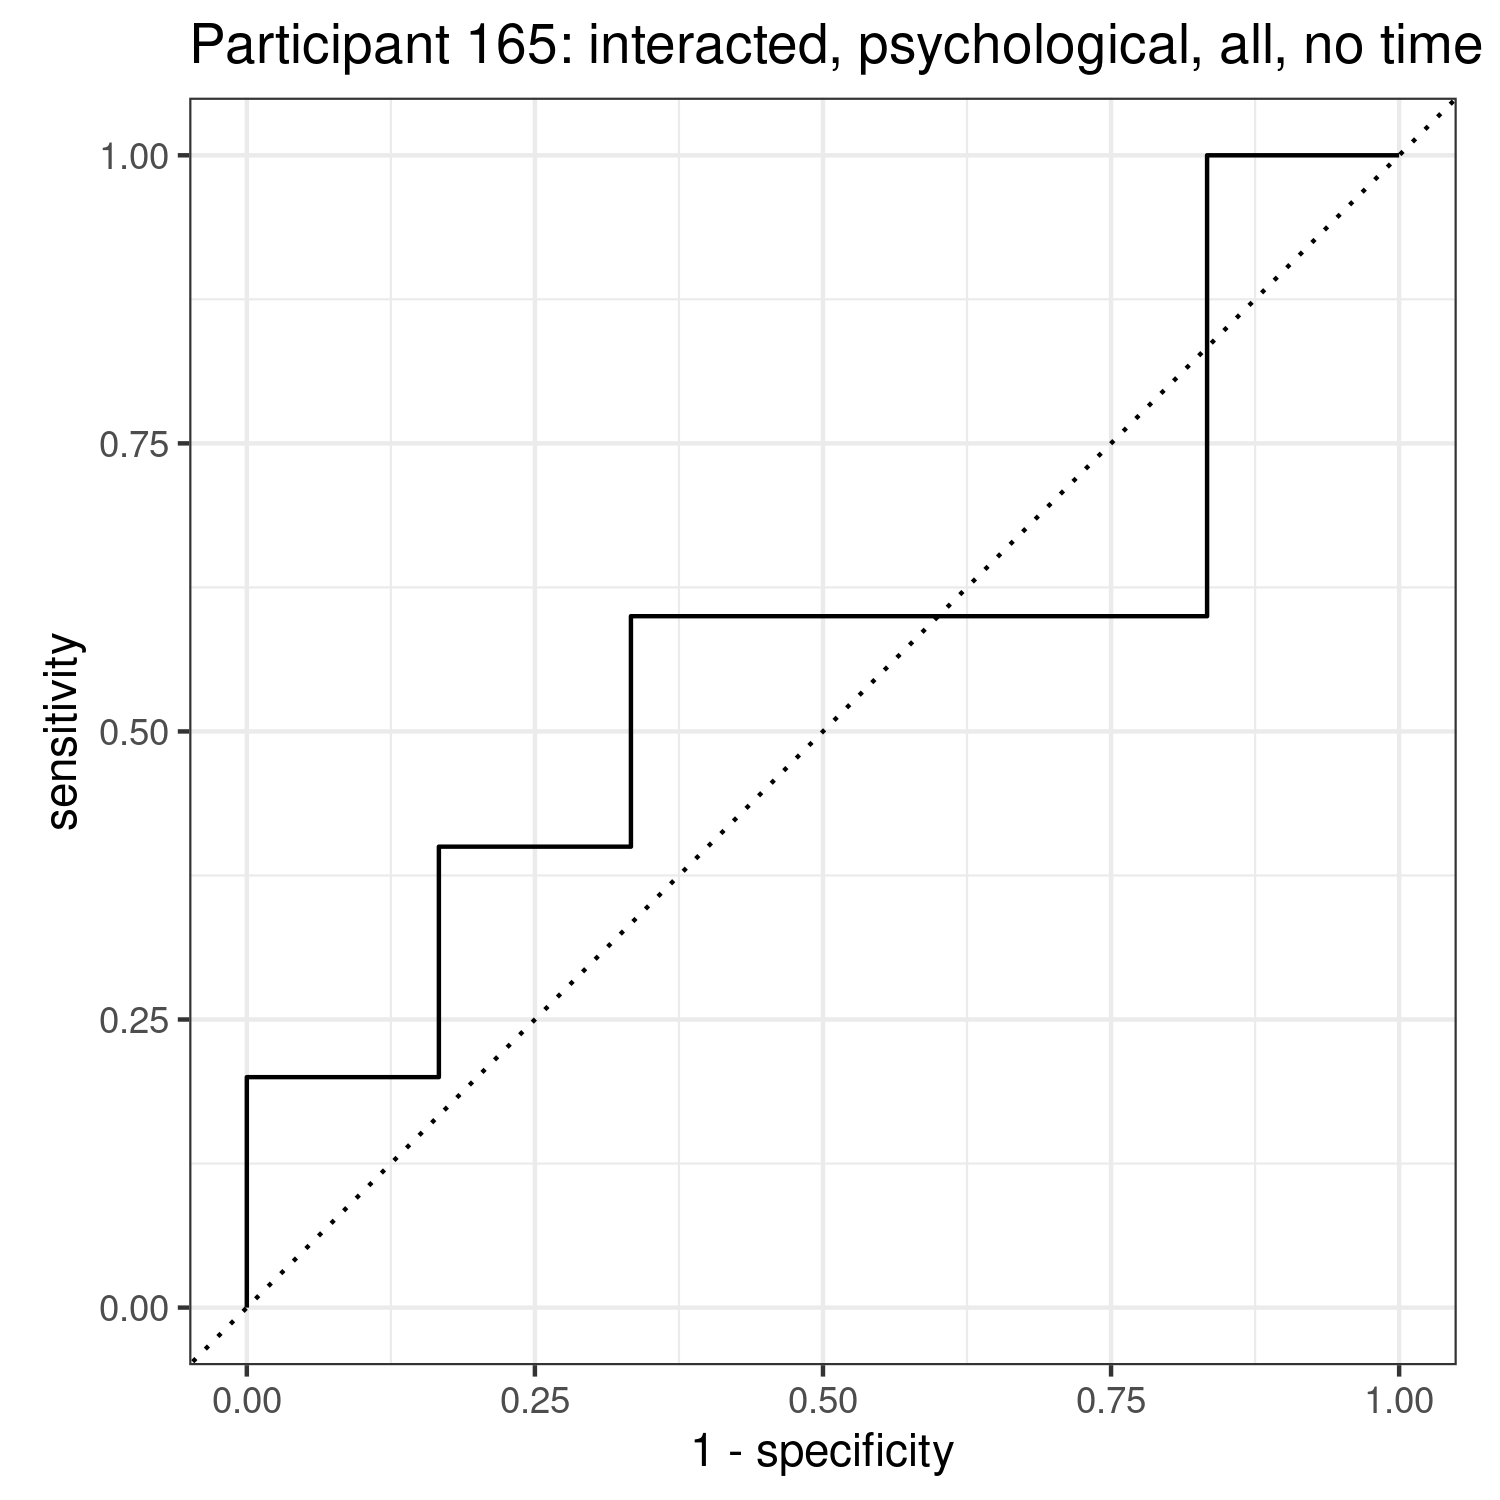 Participant 165: interacted, psychological, all, no time
1.00
0.75
0.50
0.25
0.00
sensitivity
0.00 0.25 0.50 0.75 1.00
1 - specificity